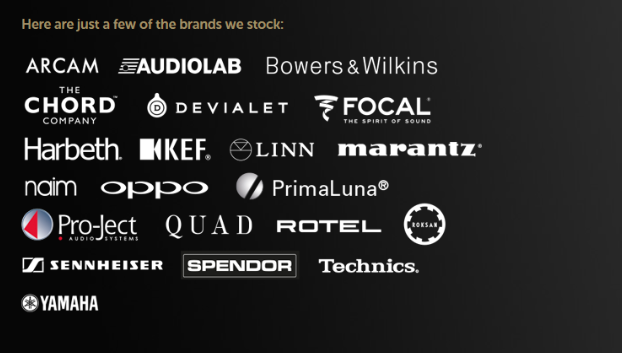 Here are just a few of the brands we stock:
ARCAM AUDIOLAB Bowers & Wilkins
THE CHORD™ COMPANY DEVIALET FOCAL® THE SPIRIT OF SOUND
Harbeth. KEF® LINN marantz®
naim oppo PrimaLuna®
Pro-Ject AUDIO SYSTEMS QUAD ROTEL ROKSAN
SENNHEISER SPENDOR Technics®
YAMAHA